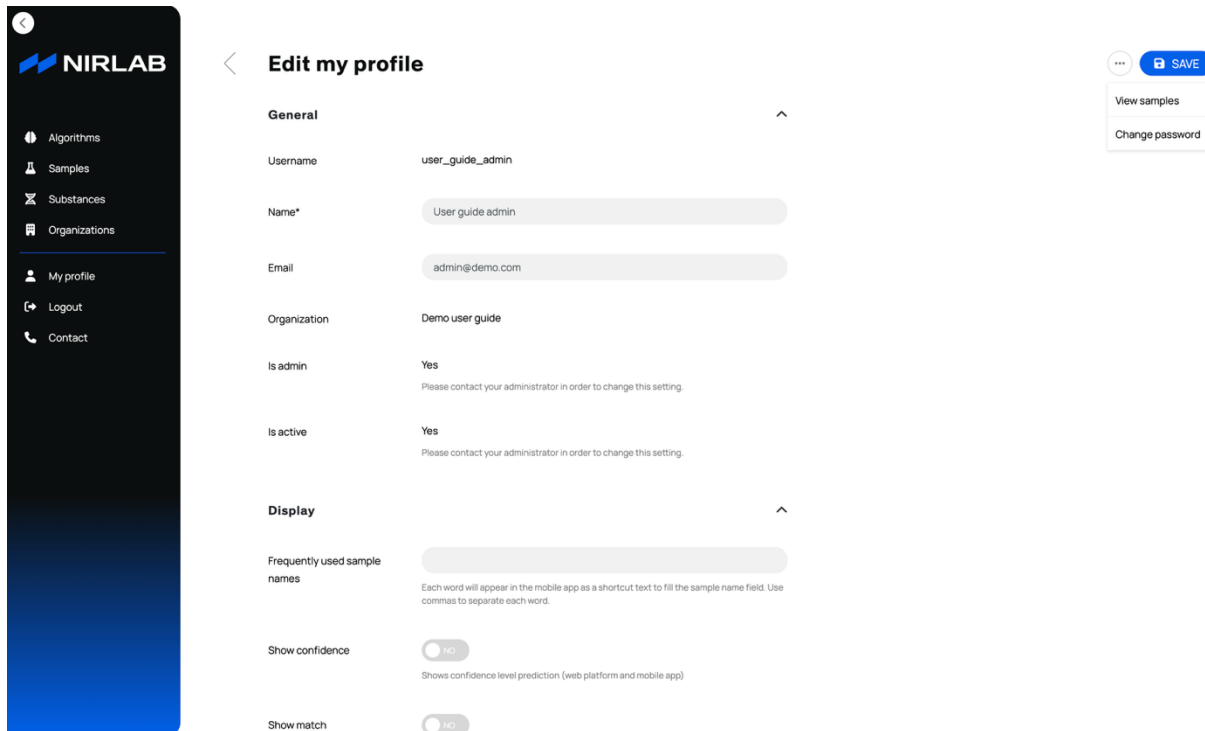 NIRLAB
Algorithms
Samples
Substances
Organizations
My profile
Logout
Contact
Edit my profile
SAVE
View samples
Change password
General
Username
user_guide_admin
Name*
User guide admin
Email
admin@demo.com
Organization
Demo user guide
Is admin
Yes
Please contact your administrator in order to change this setting.
Is active
Yes
Please contact your administrator in order to change this setting.
Display
Frequently used sample
names
Each word will appear in the mobile app as a shortcut text to fill the sample name field. Use
commas to separate each word.
Show confidence
NO
Shows confidence level prediction (web platform and mobile app)
Show match
NO